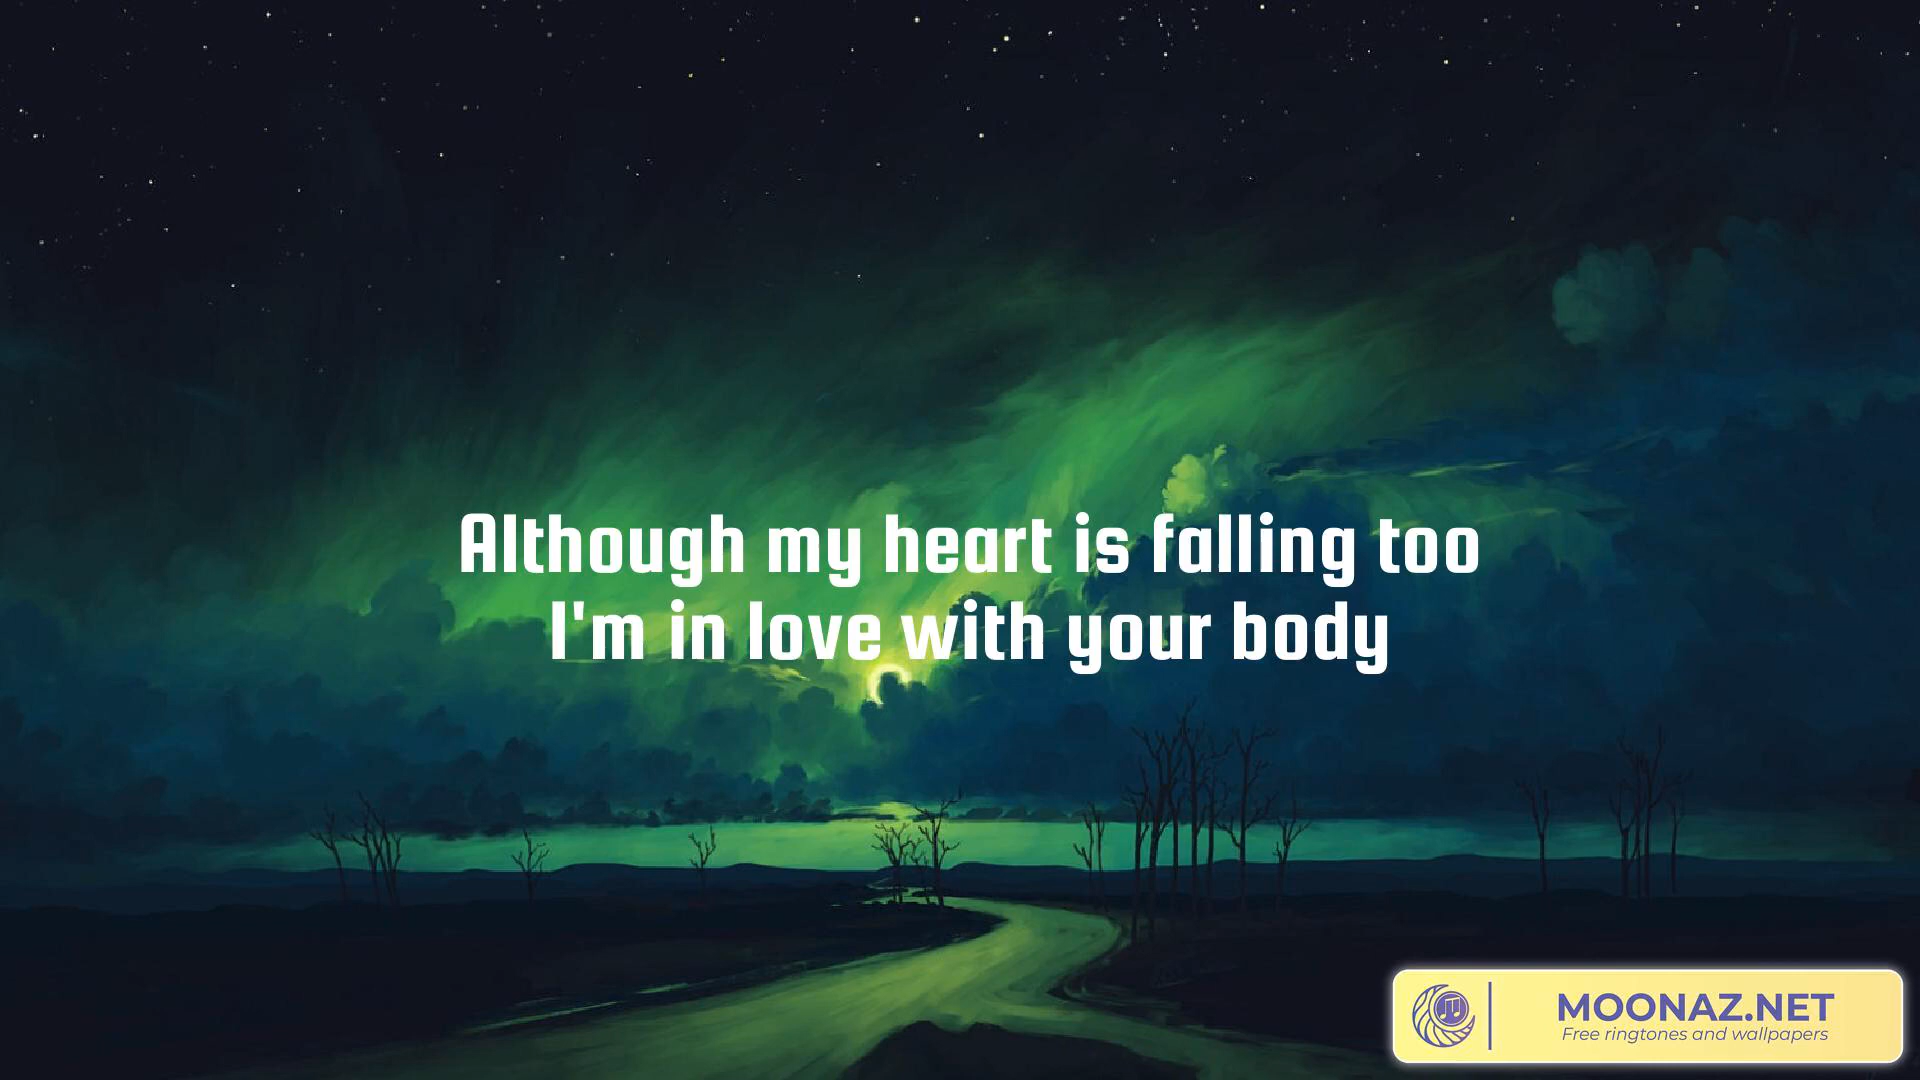 Although my heart is falling too
I'm in love with your body
MOONAZ.NET
Free ringtones and wallpapers